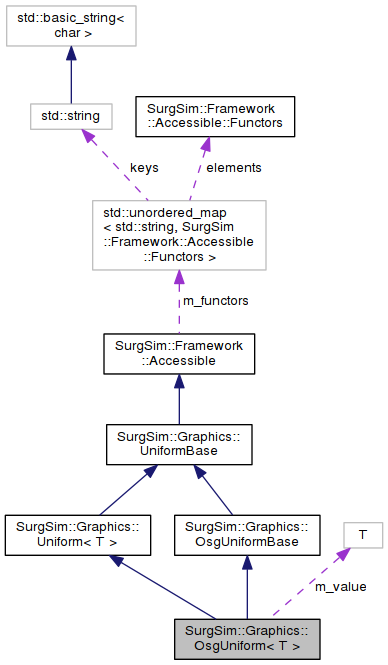 std::basic_string<
char >
std::string
SurgSim::Framework
::Accessible::Functors
keys
elements
std::unordered_map
< std::string, SurgSim
::Framework::Accessible
::Functors >
m_functors
SurgSim::Framework
::Accessible
SurgSim::Graphics::
UniformBase
SurgSim::Graphics::
Uniform< T >
SurgSim::Graphics::
OsgUniformBase
T
m_value
SurgSim::Graphics::
OsgUniform< T >